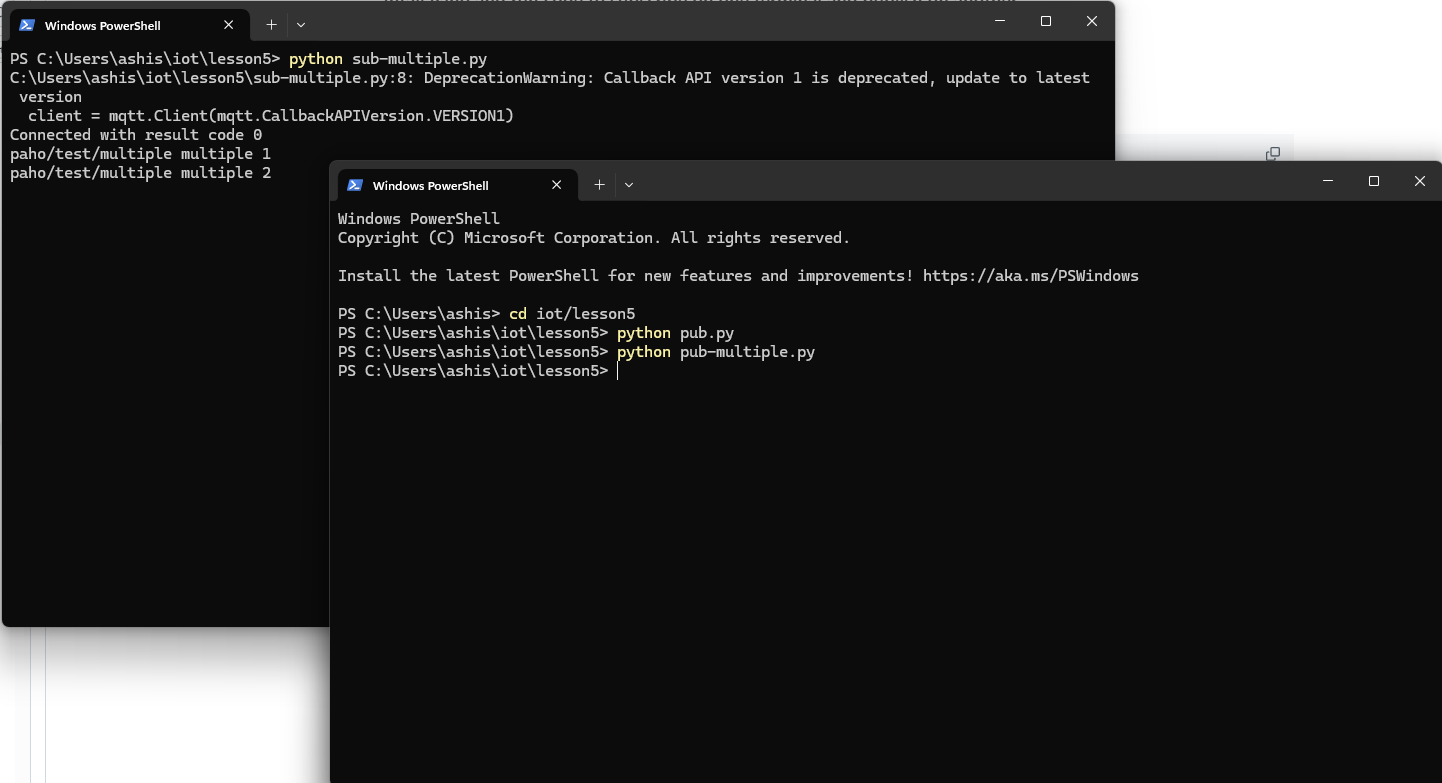 Windows PowerShell
PS C:\Users\ashis\iot\lesson5> python sub-multiple.py
C:\Users\ashis\iot\lesson5\sub-multiple.py:8: DeprecationWarning: Callback API version 1 is deprecated, update to latest
version
client = mqtt.Client(mqtt.CallbackAPIVersion.VERSION1)
Connected with result code 0
paho/test/multiple multiple 1
paho/test/multiple multiple 2
Windows PowerShell
Windows PowerShell
Copyright (C) Microsoft Corporation. All rights reserved.
Install the latest PowerShell for new features and improvements! https://aka.ms/PSWindows
PS C:\Users\ashis> cd iot/lesson5
PS C:\Users\ashis\iot\lesson5> python pub.py
PS C:\Users\ashis\iot\lesson5> python pub-multiple.py
PS C:\Users\ashis\iot\lesson5>